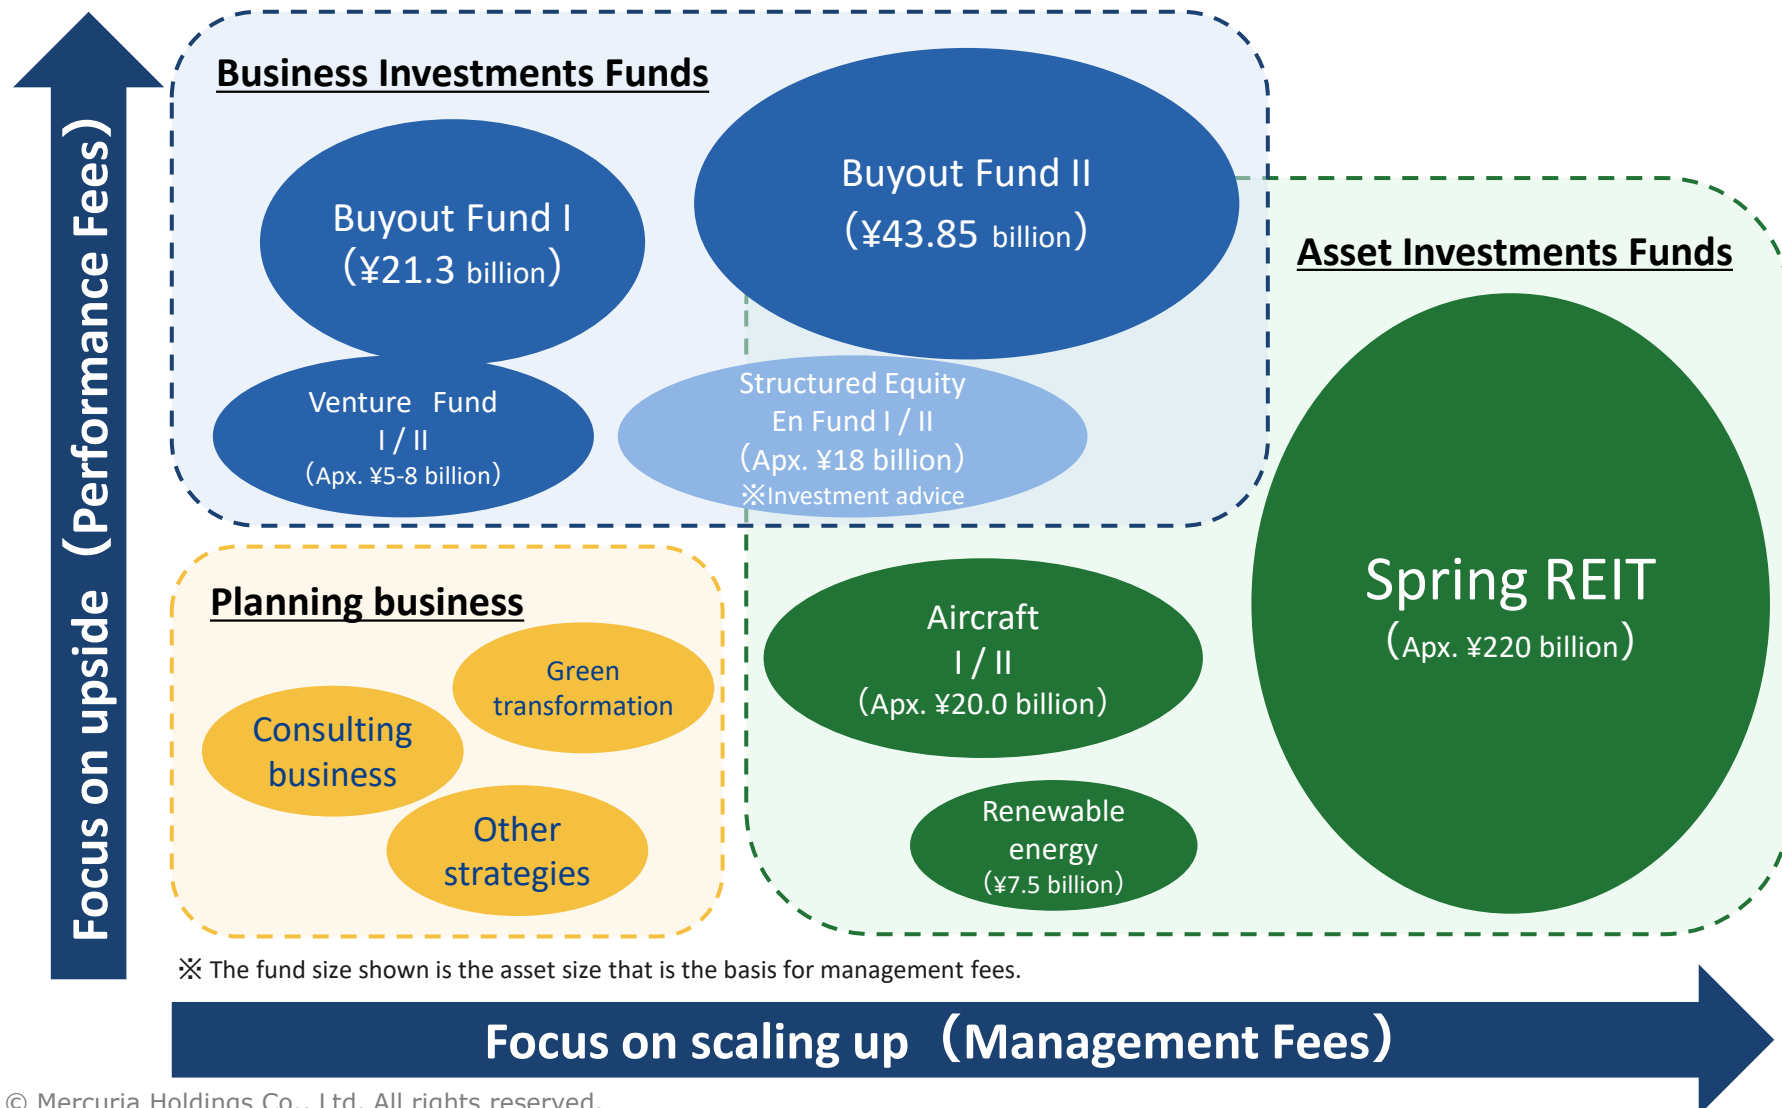 Focus on upside（Performance Fees）
Business Investments Funds
Buyout Fund I
（¥21.3 billion）
Buyout Fund II
（¥43.85 billion）
Venture Fund
I / II
（Apx. ¥5-8 billion）
Structured Equity
En Fund I / II
（Apx. ¥18 billion）
※Investment advice
Asset Investments Funds
Spring REIT
（Apx. ¥220 billion）
Aircraft
I / II
（Apx. ¥20.0 billion）
Renewable
energy
（¥7.5 billion）
Planning business
Green
transformation
Consulting
business
Other
strategies
※ The fund size shown is the asset size that is the basis for management fees.
Focus on scaling up（Management Fees）
© Mercuria Holdings Co., Ltd. All rights reserved.